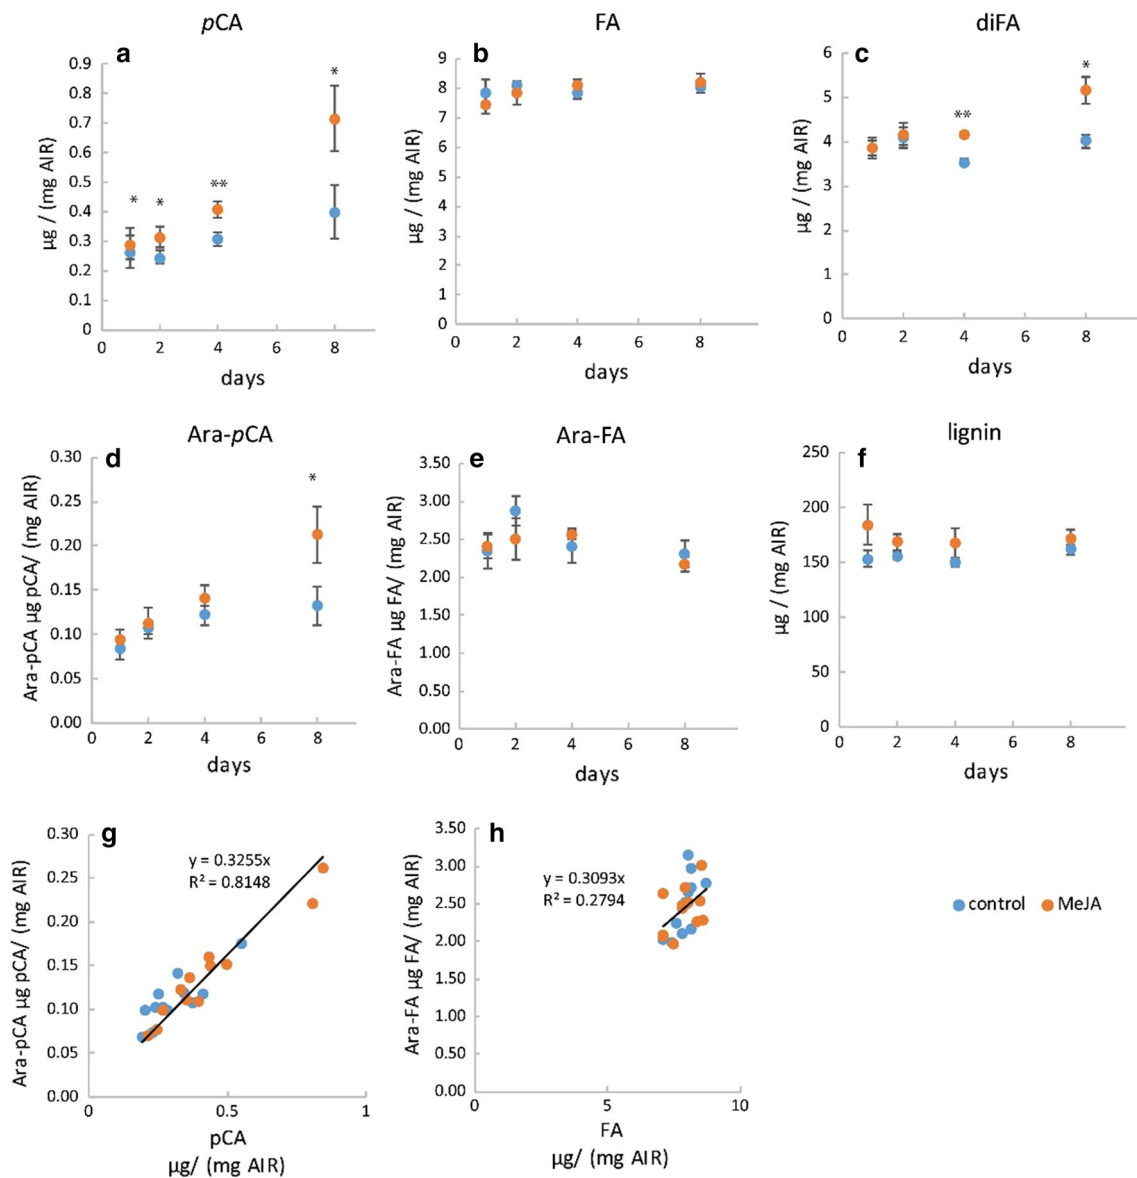 pCA
a
0.9
0.8
0.7
0.6
0.5
0.4
0.3
0.2
0.1
0
µg / (mg AIR)
*
*
**
*
0 2 4 6 8
days
FA
b
9
8
7
6
5
4
3
2
1
0
µg / (mg AIR)
0 2 4 6 8
days
diFA
c
6
5
4
3
2
1
0
µg / (mg AIR)
**
*
0 2 4 6 8
days
Ara-pCA
d
0.30
0.25
0.20
0.15
0.10
0.05
0.00
Ara-pCA µg pCA/ (mg AIR)
*
0 2 4 6 8
days
Ara-FA
e
3.50
3.00
2.50
2.00
1.50
1.00
0.50
0.00
Ara-FA µg FA/ (mg AIR)
0 2 4 6 8
days
lignin
f
250
200
150
100
50
0
µg / (mg AIR)
0 2 4 6 8
days
g
0.30
0.25
0.20
0.15
0.10
0.05
0.00
Ara-pCA µg pCA/ (mg AIR)
y = 0.3255x
R² = 0.8148
0 0.5 1
pCA
µg/ (mg AIR)
h
3.50
3.00
2.50
2.00
1.50
1.00
0.50
0.00
Ara-FA µg FA/ (mg AIR)
y = 0.3093x
R² = 0.2794
0 5 10
FA
µg/ (mg AIR)
control MeJA